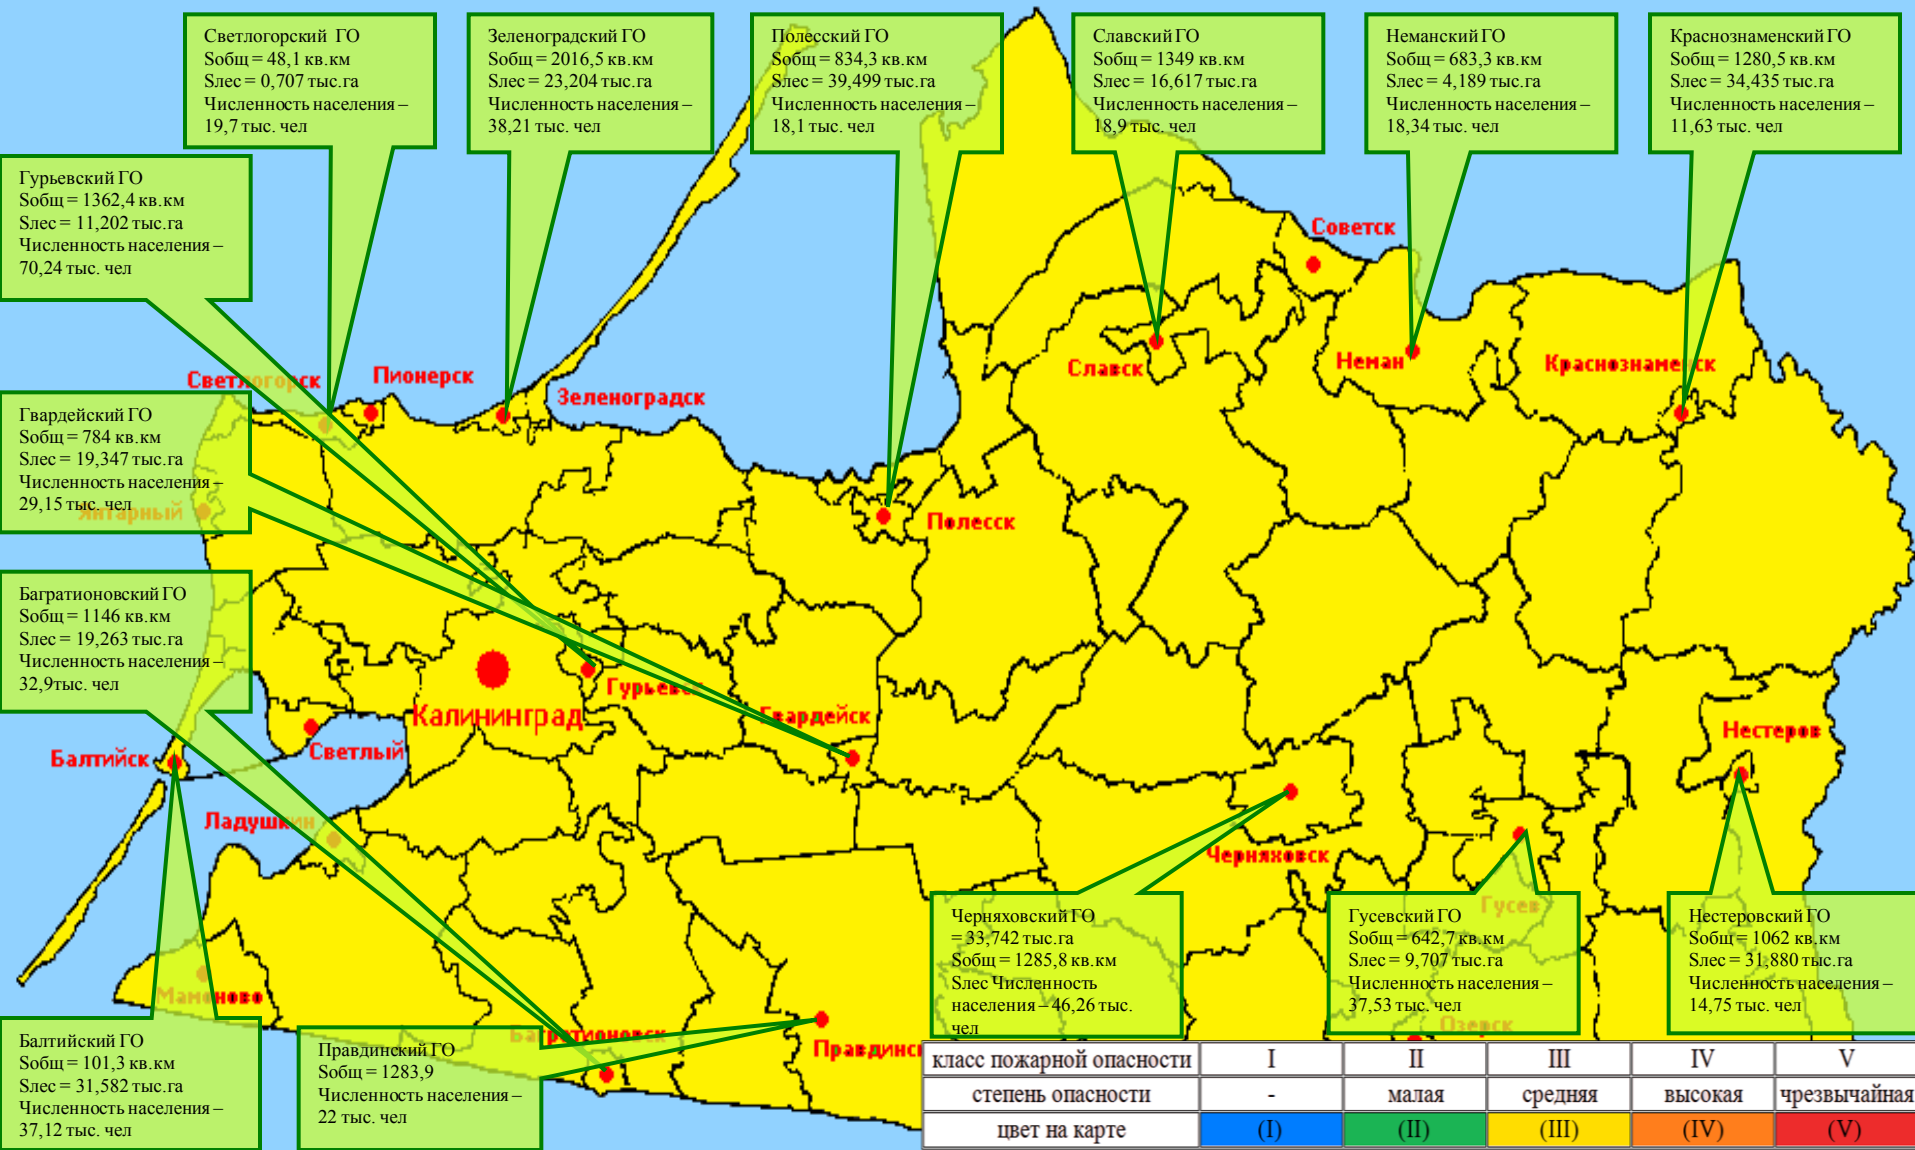 Светлогорский ГО
Sобщ = 48,1 кв.км
Sлес = 0,707 тыс.га
Численность населения –
19,7 тыс. чел
Зеленоградский ГО
Sобщ = 2016,5 кв.км
Sлес = 23,204 тыс.га
Численность населения –
38,21 тыс. чел
Полесский ГО
Sобщ = 834,3 кв.км
Sлес = 39,499 тыс.га
Численность населения –
18,1 тыс. чел
Славский ГО
Sобщ = 1349 кв.км
Sлес = 16,617 тыс.га
Численность населения –
18,9 тыс. чел
Неманский ГО
Sобщ = 683,3 кв.км
Sлес = 4,189 тыс.га
Численность населения –
18,34 тыс. чел
Краснознаменский ГО
Sобщ = 1280,5 кв.км
Sлес = 34,435 тыс.га
Численность населения –
11,63 тыс. чел
Гурьевский ГО
Sобщ = 1362,4 кв.км
Sлес = 11,202 тыс.га
Численность населения –
70,24 тыс. чел
Советск
Славск
Неман
Краснознаменск
Светлогорск
Пионерск
Зеленоградск
Гвардейский ГО
Sобщ = 784 кв.км
Sлес = 19,347 тыс.га
Численность населения –
29,15 тыс. чел
Янтарный
Полесск
Багратионовский ГО
Sобщ = 1146 кв.км
Sлес = 19,263 тыс.га
Численность населения –
32,9тыс. чел
Гурьевск
Калининград
Гвардейск
Нестеров
Балтийск
Светлый
Ладушкин
Черняховск
Гусев
Мамоново
Багратионовск
Правдинс
Озерск
Черняховский ГО
= 33,742 тыс.га
Sобщ = 1285,8 кв.км
Sлес Численность
населения – 46,26 тыс.
чел
Гусевский ГО
Sобщ = 642,7 кв.км
Sлес = 9,707 тыс.га
Численность населения –
37,53 тыс. чел
Нестеровский ГО
Sобщ = 1062 кв.км
Sлес = 31,880 тыс.га
Численность населения –
14,75 тыс. чел
Балтийский ГО
Sобщ = 101,3 кв.км
Sлес = 31,582 тыс.га
Численность населения –
37,12 тыс. чел
Правдинский ГО
Sобщ = 1283,9
Численность населения –
22 тыс. чел
класс пожарной опасности I II III IV V
степень опасности - малая средняя высокая чрезвычайная
цвет на карте (I) (II) (III) (IV) (V)